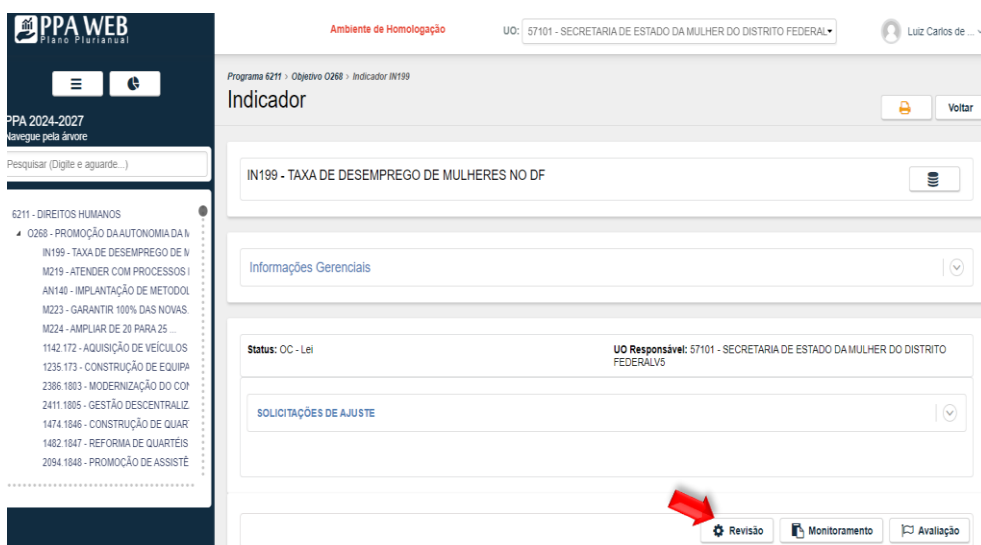 PPA WEB
Plano Plurianual
Ambiente de Homologação
UO: 57101 - SECRETARIA DE ESTADO DA MULHER DO DISTRITO FEDERAL
Luiz Carlos de ...
PPA 2024-2027
Navegue pela árvore
Pesquisar (Digite e aguarde...)
6211 - DIREITOS HUMANOS
O268 - PROMOÇÃO DA AUTONOMIA DA M
IN199 - TAXA DE DESEMPREGO DE M
M219 - ATENDER COM PROCESSOS I
AN140 - IMPLANTAÇÃO DE METODOL
M223 - GARANTIR 100% DAS NOVAS.
M224 - AMPLIAR DE 20 PARA 25 ...
1142.172 - AQUISIÇÃO DE VEÍCULOS
1235.173 - CONSTRUÇÃO DE EQUIPA
2386.1803 - MODERNIZAÇÃO DO CON
2411.1805 - GESTÃO DESCENTRALIZ.
1474.1846 - CONSTRUÇÃO DE QUAR
1482.1847 - REFORMA DE QUARTÉIS
2094.1848 - PROMOÇÃO DE ASSISTÊ
Programa 6211 > Objetivo O268 > Indicador IN199
Indicador
Voltar
IN199 - TAXA DE DESEMPREGO DE MULHERES NO DF
Informações Gerenciais
Status: OC - Lei
UO Responsável: 57101 - SECRETARIA DE ESTADO DA MULHER DO DISTRITO
FEDERALV5
SOLICITAÇÕES DE AJUSTE
Revisão
Monitoramento
Avaliação